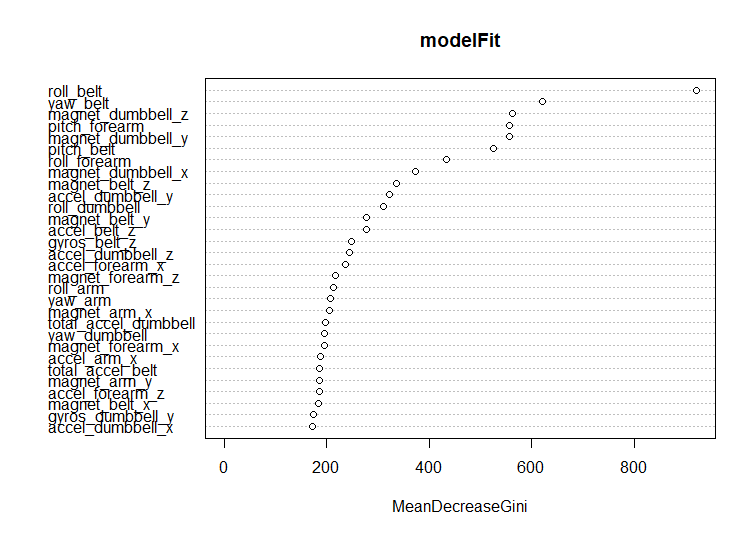 modelFit
roll_belt
yaw_belt
magnet_dumbbell_z
pitch_forearm
magnet_dumbbell_y
pitch_belt
roll_forearm
magnet_dumbbell_x
magnet_belt_z
accel_dumbbell_y
roll_dumbbell
magnet_belt_y
accel_belt_z
gyros_belt_z
accel_dumbbell_z
accel_forearm_x
magnet_forearm_z
roll_arm
yaw_arm
magnet_arm_x
total_accel_dumbbell
yaw_dumbbell
magnet_forearm_x
accel_arm_x
total_accel_belt
magnet_arm_y
accel_forearm_z
magnet_belt_x
gyros_dumbbell_y
accel_dumbbell_x
0 200 400 600 800
MeanDecreaseGini